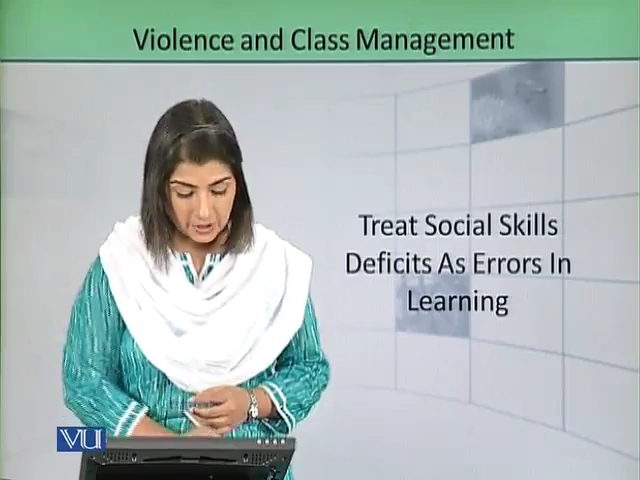 Violence and Class Management
Treat Social Skills
Deficits As Errors In
Learning
VU